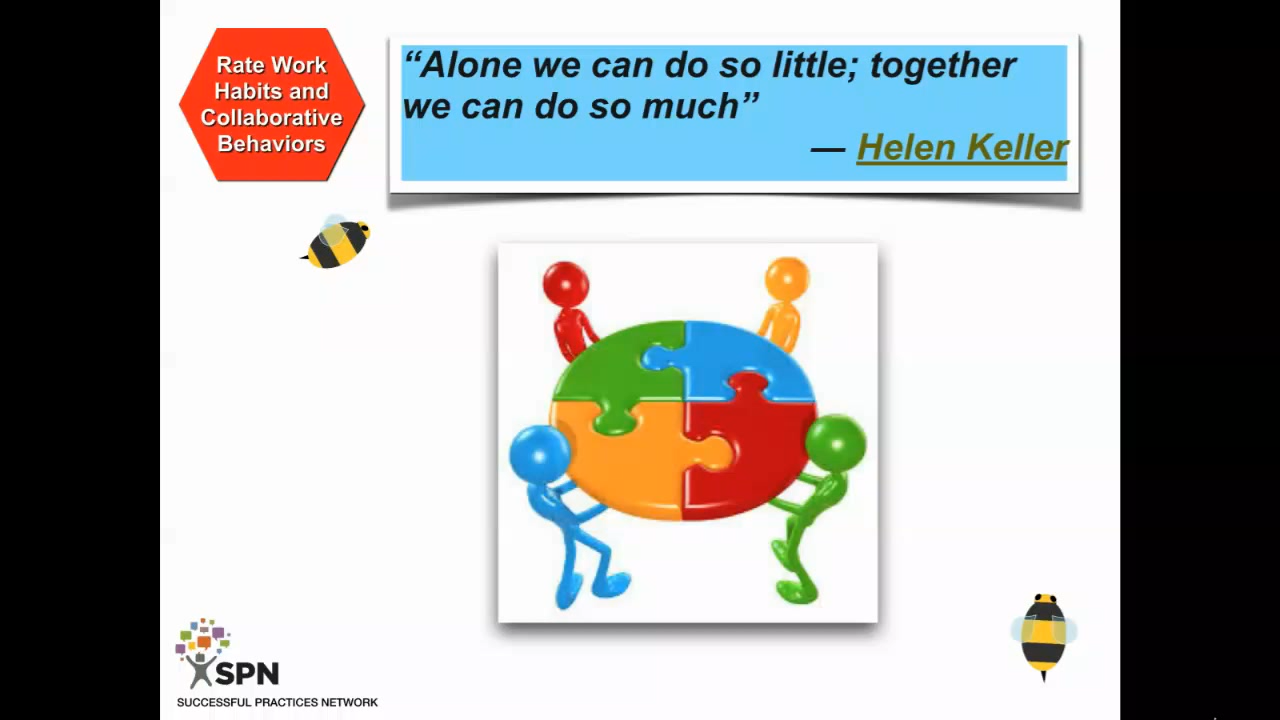 Rate Work
Habits and
Collaborative
Behaviors
“Alone we can do so little; together
we can do so much”
— Helen Keller
SPN
SUCCESSFUL PRACTICES NETWORK